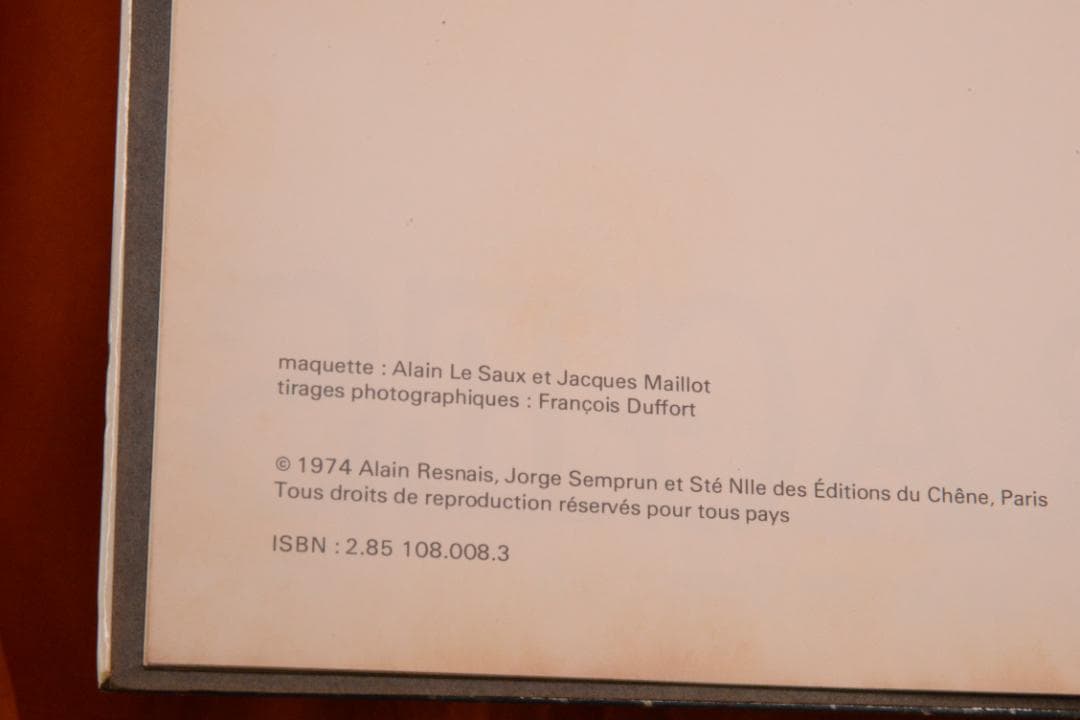 maquette : Alain Le Saux et Jacques Maillot
tirages photographiques : François Duffort
© 1974 Alain Resnais, Jorge Semprun et Sté Nlle des Éditions du Chêne, Paris
Tous droits de reproduction réservés pour tous pays
ISBN : 2.85 108.008.3